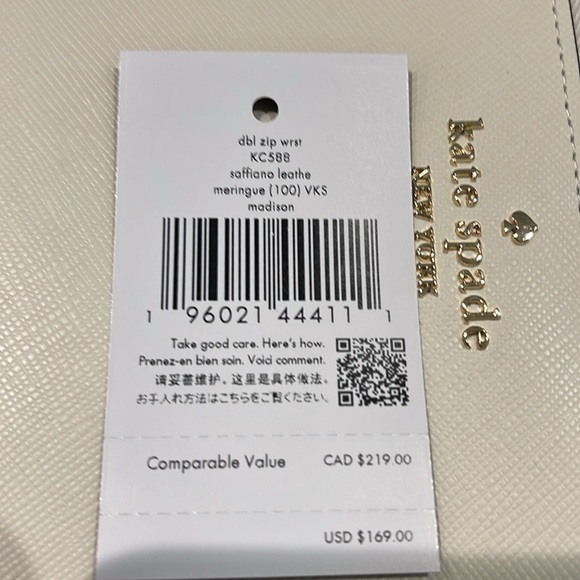 dbl zip wrst
KC588
saffiano leathe
meringue (100) VKS
madison
1 96021 44411 1
Take good care. Here's how.
Prenez-en bien soin. Voici comment.
请妥善维护。这里是具体做法。
お手入れ方法はこちらをご覧ください。
Comparable Value CAD $219.00
USD $169.00
kate spade
NEW YORK